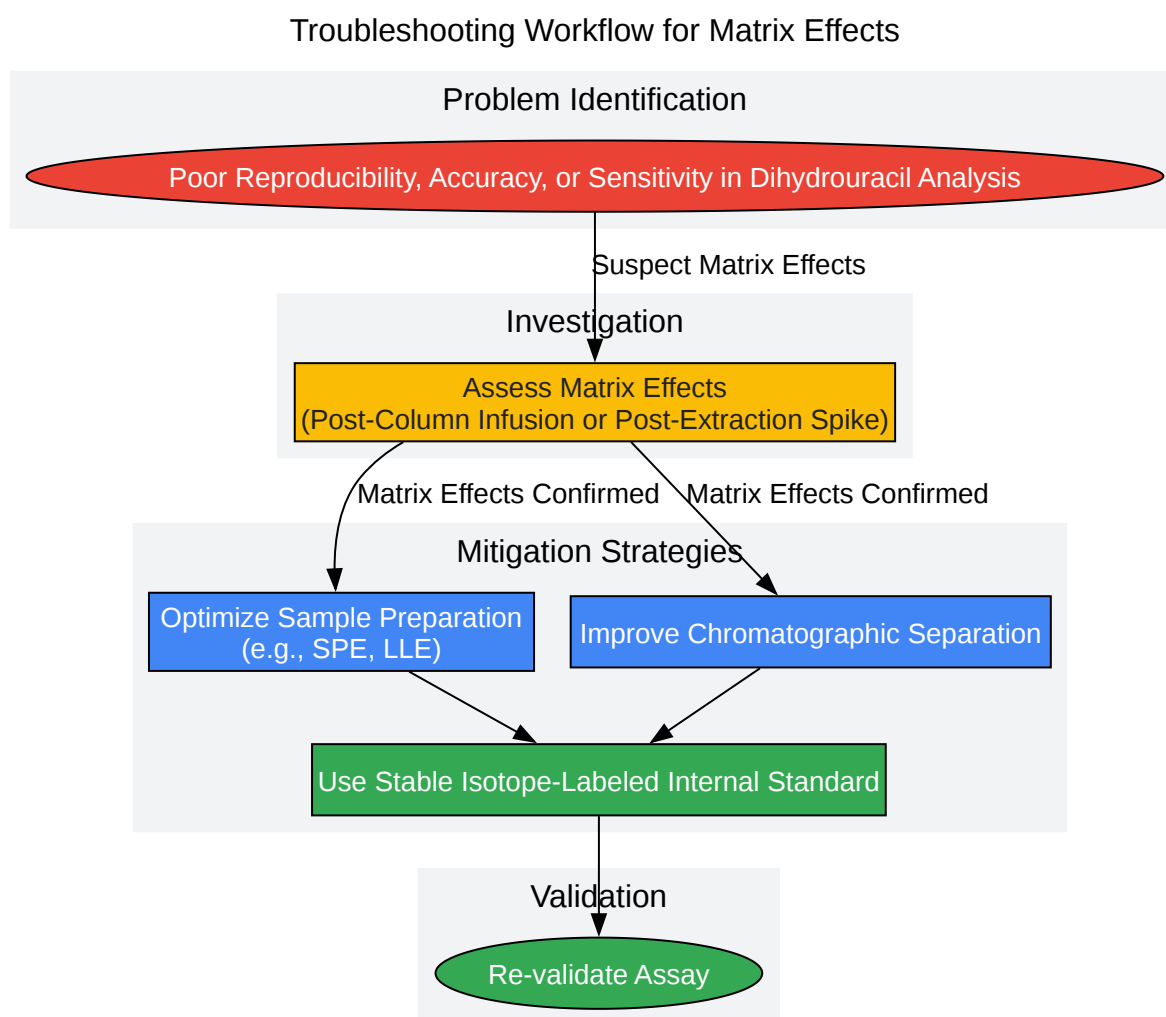 Troubleshooting Workflow for Matrix Effects
Problem Identification
Poor Reproducibility, Accuracy, or Sensitivity in Dihydrouracil Analysis
Suspect Matrix Effects
Investigation
Assess Matrix Effects
(Post-Column Infusion or Post-Extraction Spike)
Matrix Effects Confirmed
Matrix Effects Confirmed
Mitigation Strategies
Optimize Sample Preparation
(e.g., SPE, LLE)
Improve Chromatographic Separation
Use Stable Isotope-Labeled Internal Standard
Validation
Re-validate Assay